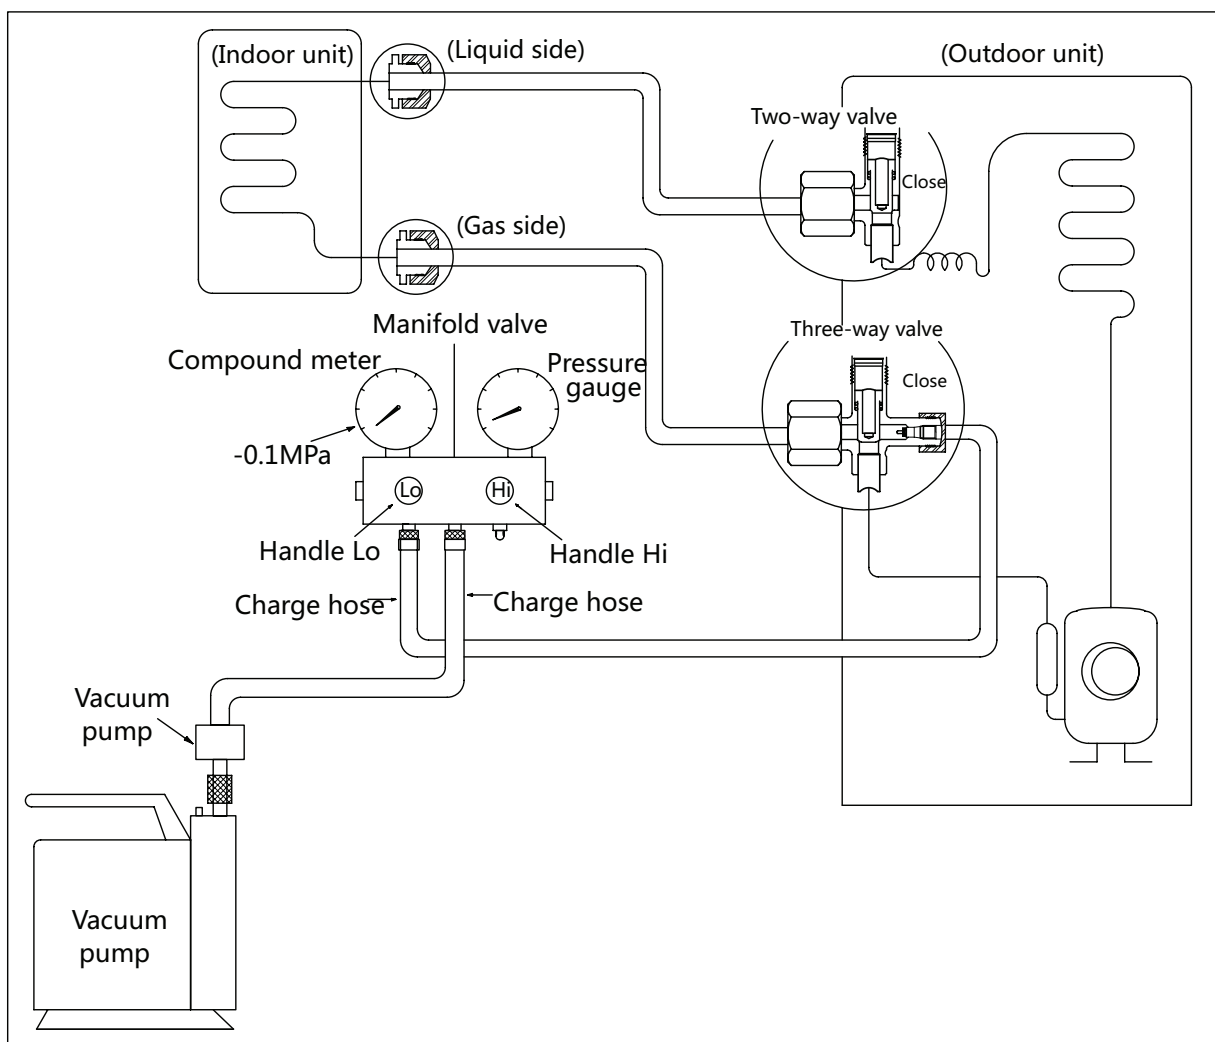 (Indoor unit)
(Liquid side)
(Outdoor unit)
Two-way valve
Close
(Gas side)
Manifold valve
Three-way valve
Compound meter
Pressure
gauge
Close
-0.1MPa
Lo
Hi
Handle Lo
Handle Hi
Charge hose
Charge hose
Vacuum
pump
Vacuum
pump